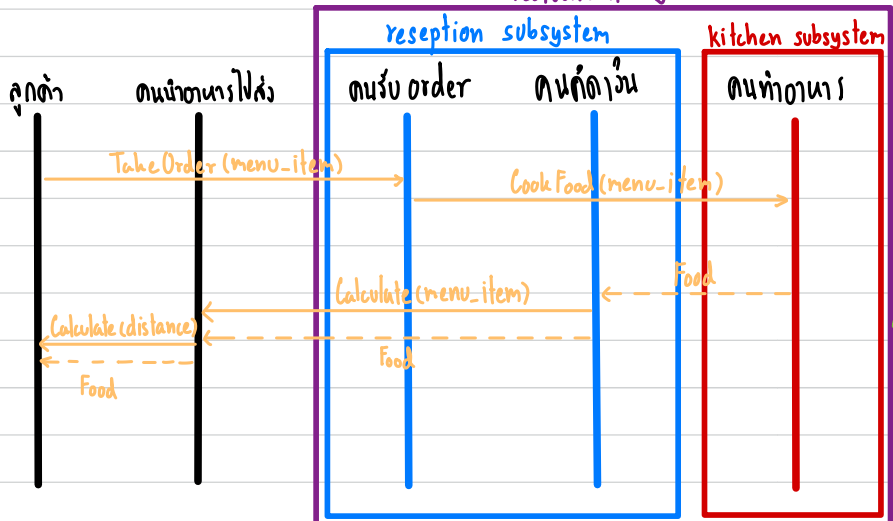 reseption subsystem
kitchen subsystem
ลูกค้า
คนนำอาหารไปส่ง
คนรับ order
คนคิดเงิน
คนทำอาหาร
TakeOrder (menu_item)
CookFood (menu_item)
Food
Calculate (menu_item)
Calculate (distance)
Food
Food